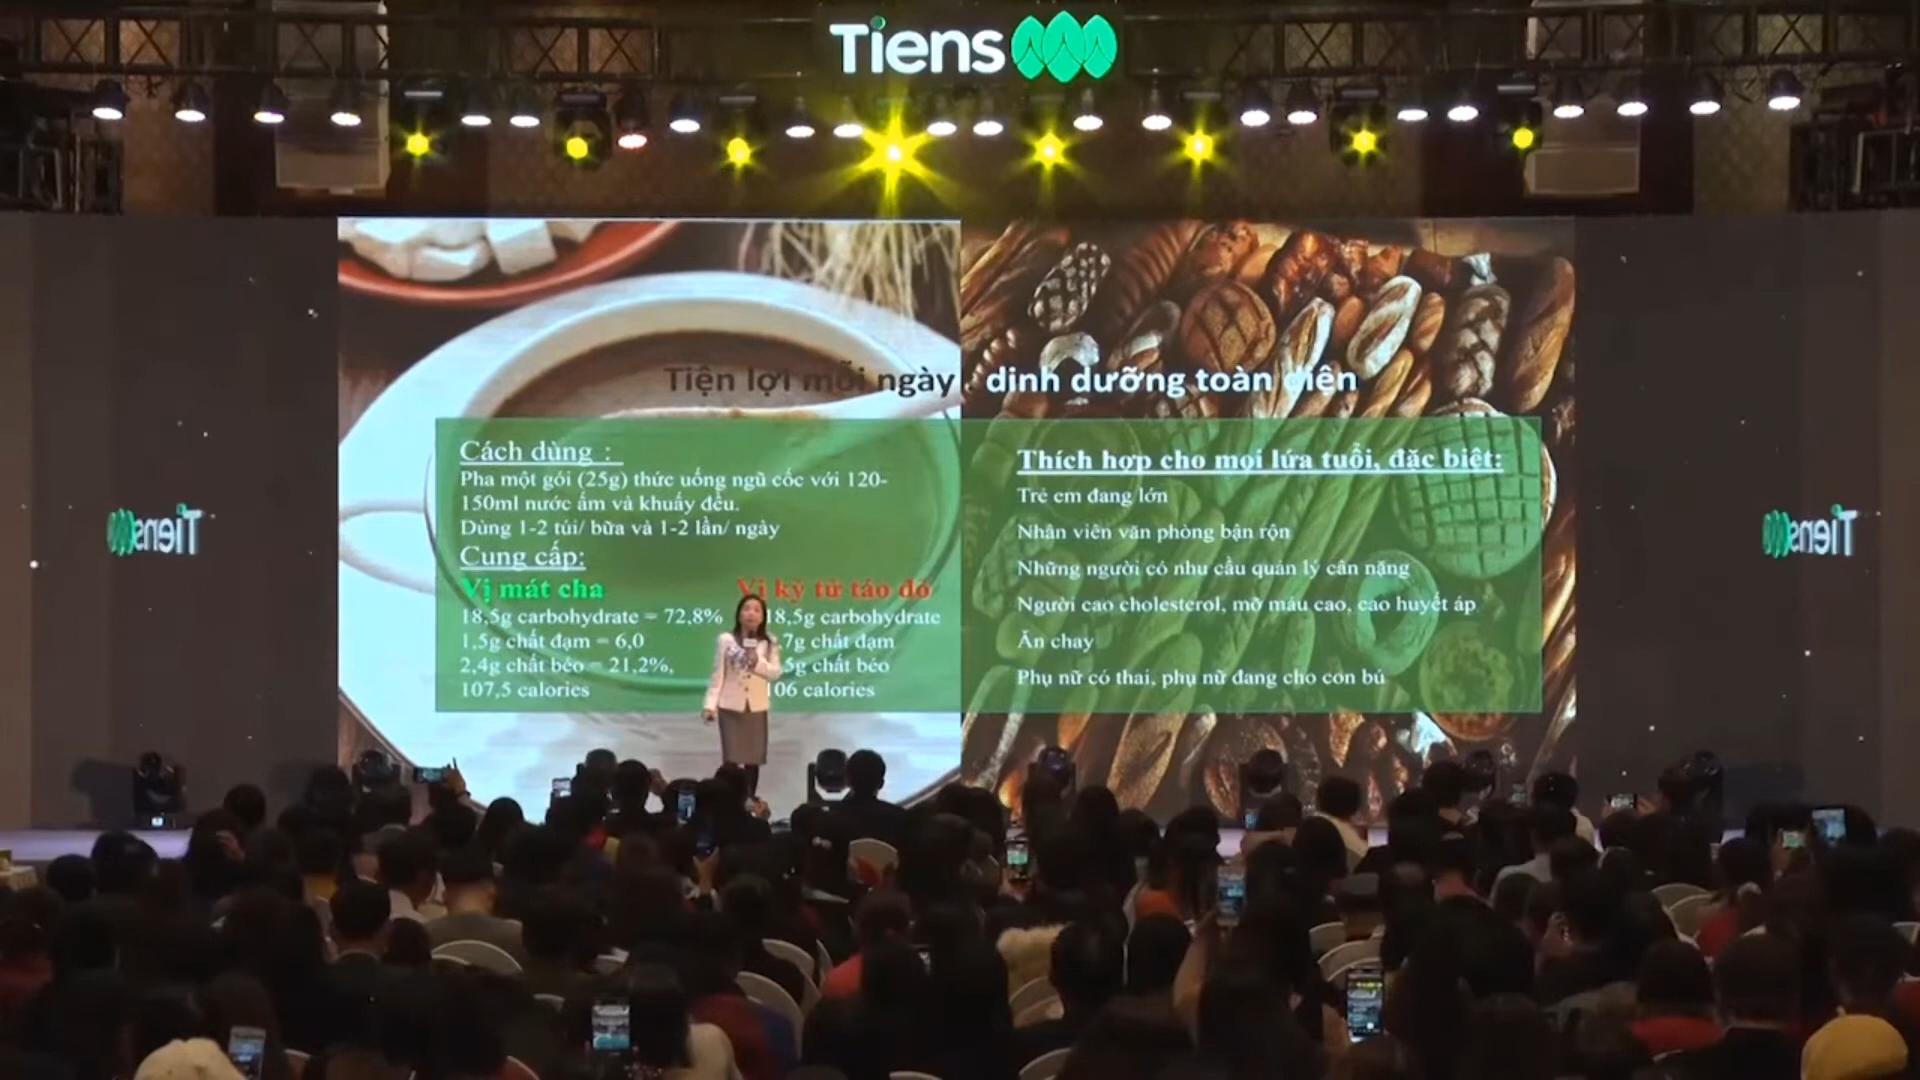 Tiens
Tiện lợi mỗi ngày, dinh dưỡng toàn diện
Cách dùng :
Pha một gói (25g) thức uống ngũ cốc với 120-
150ml nước ấm và khuấy đều.
Dùng 1-2 túi/ bữa và 1-2 lần/ ngày
Cung cấp:
Vị mát cha
18,5g carbohydrate = 72,8%
1,5g chất đạm = 6,0
2,4g chất béo = 21,2%,
107,5 calories
Vị kỷ tử táo đỏ
18,5g carbohydrate
7g chất đạm
5g chất béo
106 calories
Thích hợp cho mọi lứa tuổi, đặc biệt:
Trẻ em đang lớn
Nhân viên văn phòng bận rộn
Những người có nhu cầu quản lý cân nặng
Người cao cholesterol, mỡ máu cao, cao huyết áp
Ăn chay
Phụ nữ có thai, phụ nữ đang cho con bú
Tiens
Tiens